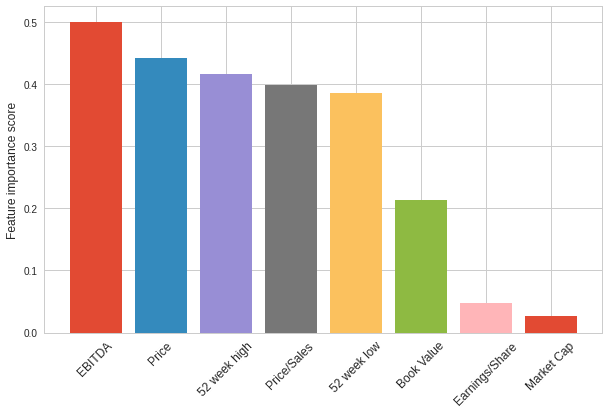 Feature importance score
0.5
0.4
0.3
0.2
0.1
0.0
EBITDA
Price
52 week high
Price/Sales
52 week low
Book Value
Earnings/Share
Market Cap